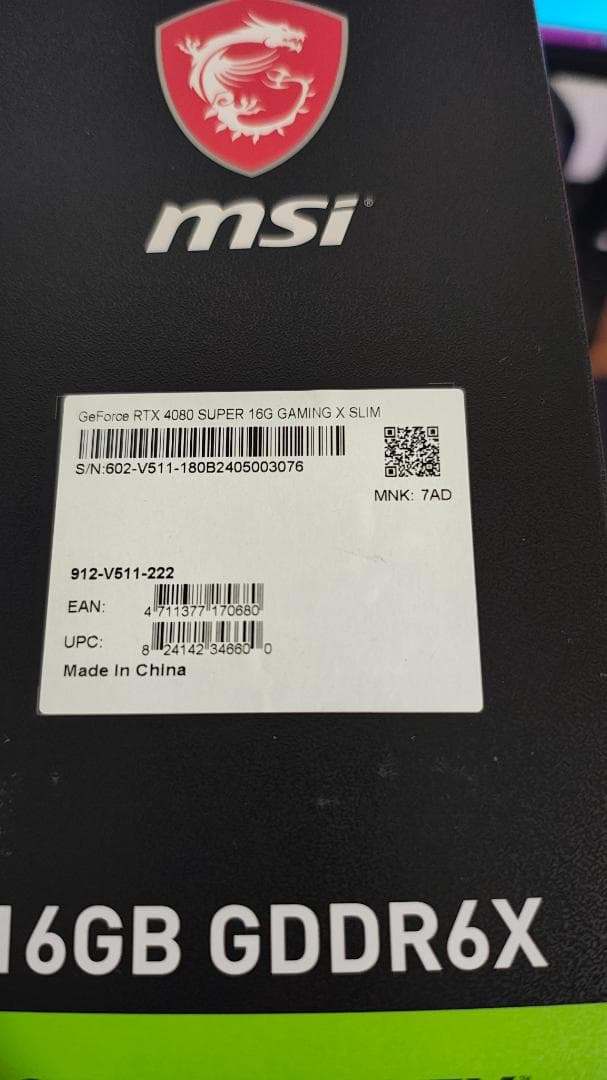 msi®
GeForce RTX 4080 SUPER 16G GAMING X SLIM
S/N:602-V511-180B2405003076
MNK: 7AD
912-V511-222
EAN: 4 711377 170680
UPC: 8 24142 34660 0
Made In China
16GB GDDR6X